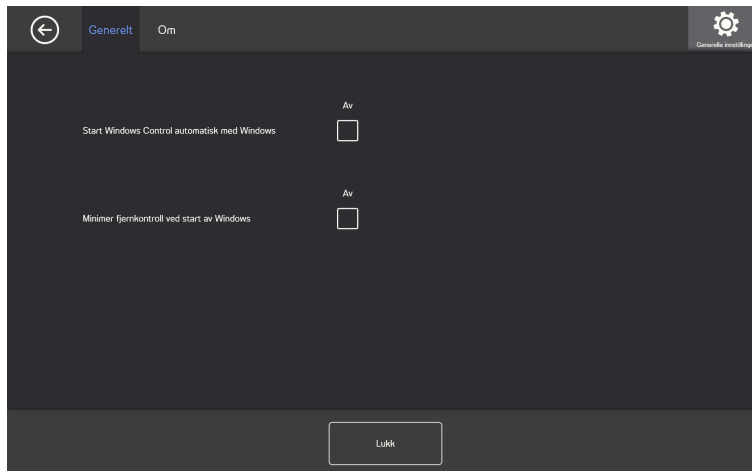 Generelt
Om
Generelle innstillinge
Av
Start Windows Control automatisk med Windows
Av
Minimer fjernkontroll ved start av Windows
Lukk